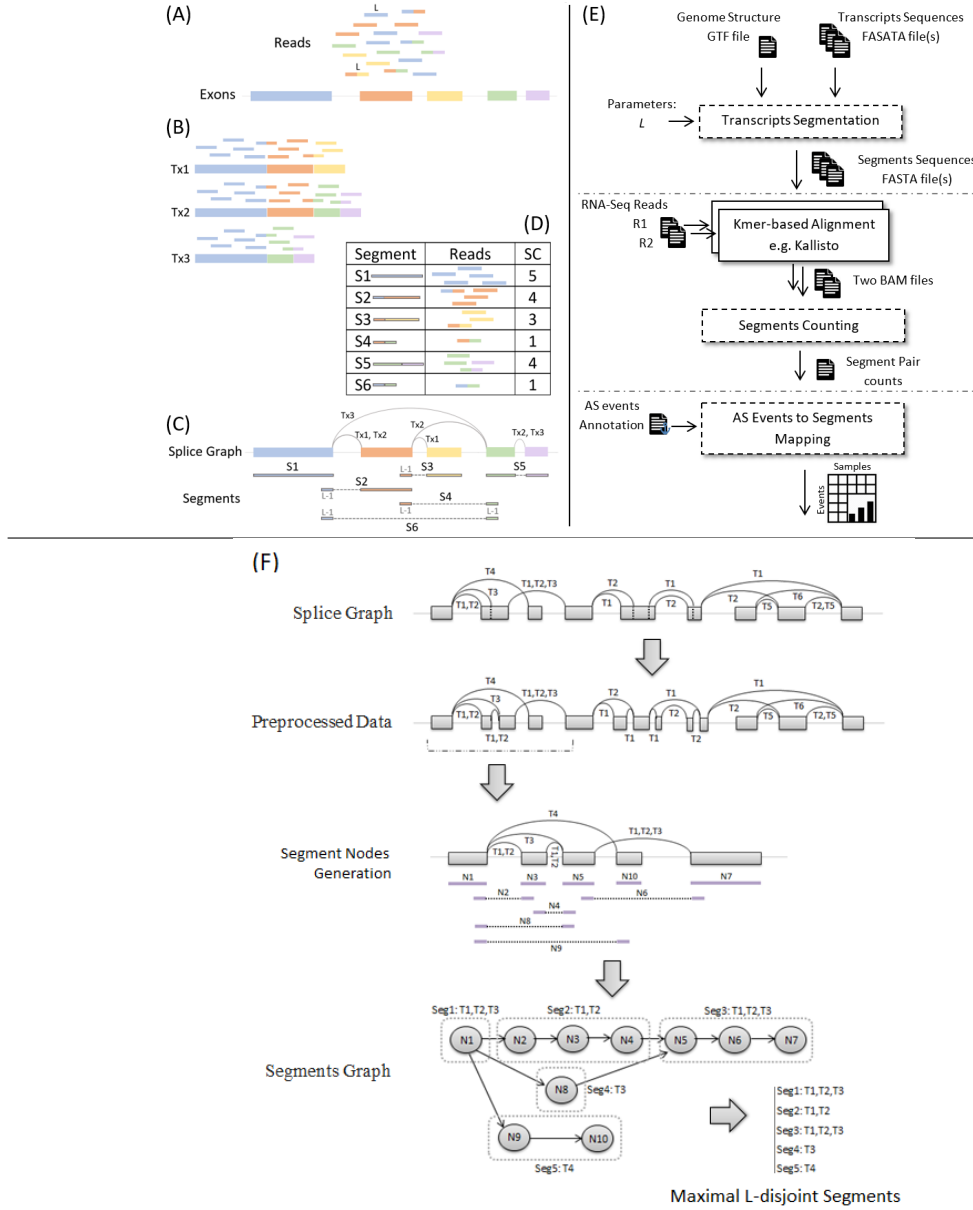 (A)
L
Reads
L
Exons
(B)
Tx1
Tx2
Tx3
(D)
Segment Reads SC
S1 5
S2 4
S3 3
S4 1
S5 4
S6 1
(C)
Tx3
Tx2
Tx1, Tx2
Tx1
Tx2, Tx3
Splice Graph
S1
L-1
S3
S5
S2
Segments
L-1
S4
L-1
L-1
L-1
L-1
S6
(E)
Genome Structure
GTF file
Transcripts Sequences
FASATA file(s)
Parameters:
L
Transcripts Segmentation
Segments Sequences
FASTA file(s)
RNA-Seq Reads
R1
R2
Kmer-based Alignment
e.g. Kallisto
Two BAM files
Segments Counting
Segment Pair
counts
AS events
Annotation
AS Events to Segments
Mapping
Samples
Events
(F)
Splice Graph
T4
T3
T1,T2
T1,T2,T3
T2
T1
T1
T2
T1
T2
T6
T5
T2,T5
Preprocessed Data
T4
T3
T1,T2
T1,T2,T3
T1,T2
T2
T1
T1
T1
T2
T1
T2
T1
T2
T6
T5
T2,T5
Segment Nodes
Generation
T4
T3
T1,T2
T1,T2
T1,T2,T3
N1
N3
N5
N10
N7
N2
N6
N4
N8
N9
Segments Graph
Seg1: T1,T2,T3
Seg2: T1,T2
Seg3: T1,T2,T3
N1
N2
N3
N4
N5
N6
N7
N8
Seg4: T3
N9
N10
Seg5: T4
Seg1: T1,T2,T3
Seg2: T1,T2
Seg3: T1,T2,T3
Seg4: T3
Seg5: T4
Maximal L-disjoint Segments